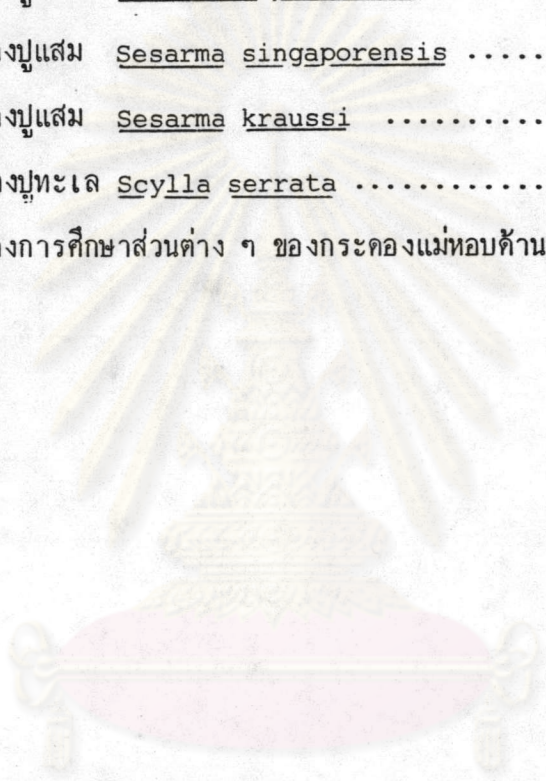 งปูแสม Sesarma singaporensis .....
งปูแสม Sesarma kraussi ..........
งปูทะเล Scylla serrata ............
งการศึกษาส่วนต่าง ๆ ของกระดองแม่หอบด้าน